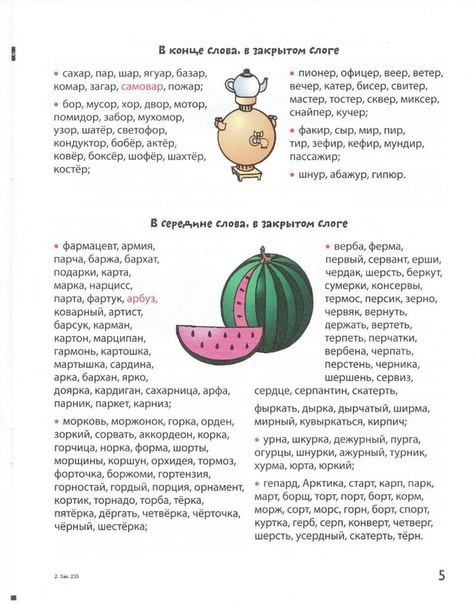 В конце слова, в закрытом слоге
• сахар, пар, шар, ягуар, базар,
комар, загар, самовар, пожар;
• бор, мусор, хор, двор, мотор,
помидор, забор, мухомор,
узор, шатёр, светофор,
кондуктор, бобёр, актёр,
ковёр, боксёр, шофёр, шахтёр,
костёр;
• пионер, офицер, веер, ветер,
вечер, катер, бисер, свитер,
мастер, тостер, сквер, миксер,
снайпер, кучер;
• факир, сыр, мир, пир,
тир, зефир, кефир, мундир,
пассажир;
• шнур, абажур, гипюр.
В середине слова, в закрытом слоге
• фармацевт, армия,
парча, баржа, бархат,
подарки, карта,
марка, нарцисс,
парта, фартук, арбуз,
коварный, артист,
барсук, карман,
картон, марципан,
гармонь, картошка,
мартышка, сардина,
арка, бархан, ярко,
доярка, кардиган, сахарница, арфа,
парник, паркет, карниз;
• морковь, моржонок, горка, орден,
зоркий, сорвать, аккордеон, корка,
горчица, норка, форма, шорты,
морщины, коршун, орхидея, тормоз,
форточка, боржоми, гортензия,
горностай, гордый, порция, орнамент,
кортик, торнадо, торба, тёрка,
пятёрка, дёргать, четвёрка, чёрточка,
чёрный, шестёрка;
• верба, ферма,
первый, сервант, ерши,
чердак, шерсть, беркут,
сумерки, консервы,
термос, персик, зерно,
червяк, вернуть,
держать, вертеть,
терпеть, перчатки,
вербена, черпать,
перстень, черника,
шершень, сервиз,
сердце, серпантин, скатерть,
фыркать, дырка, дырчатый, ширма,
мирный, кувыркаться, кирпич;
• урна, шкурка, дежурный, пурга,
огурцы, шнурки, ажурный, турник,
хурма, юрта, юркий;
• гепард, Арктика, старт, карп, парк,
март, борщ, торт, порт, борт, корм,
морж, сорт, морс, горн, борт, спорт,
куртка, герб, серп, конверт, четверг,
шерсть, усердный, скатерть, тёрн.
2. Зак. 235
5